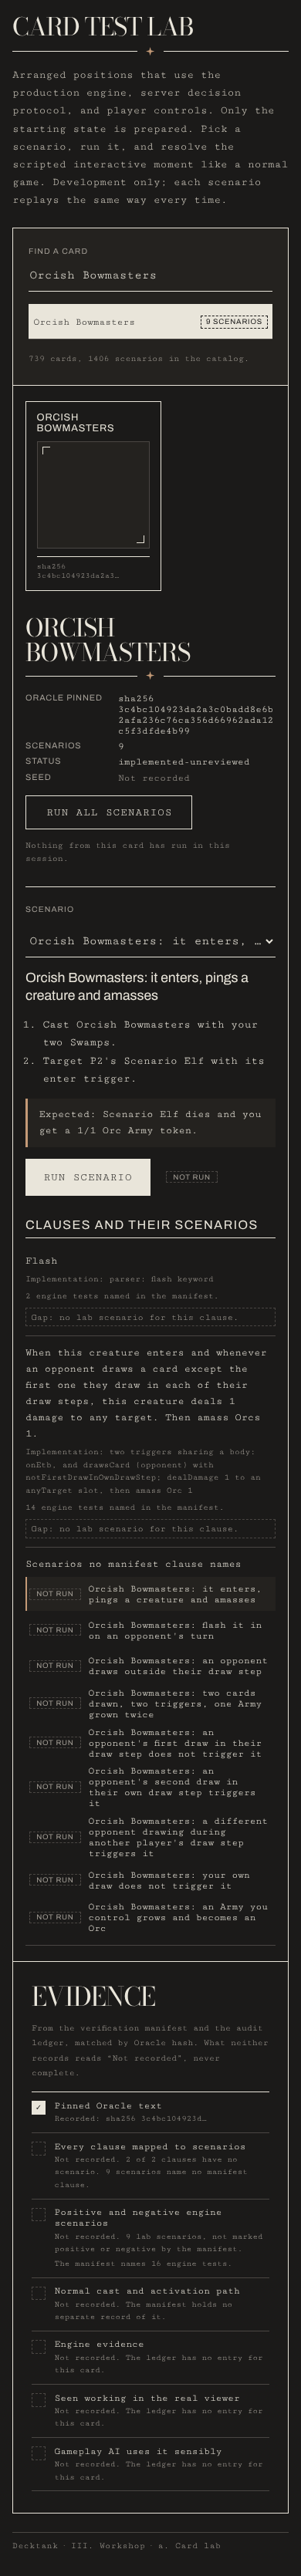 CARD TEST LAB
Arranged positions that use the
production engine, server decision
protocol, and player controls. Only the
starting state is prepared. Pick a
scenario, run it, and resolve the
scripted interactive moment like a normal
game. Development only; each scenario
replays the same way every time.
FIND A CARD
Orcish Bowmasters
Orcish Bowmasters 9 SCENARIOS
739 cards, 1406 scenarios in the catalog.
ORCISH
BOWMASTERS
sha256
3c4bc104923da2a3…
ORCISH
BOWMASTERS
ORACLE PINNED sha256
3c4bc104923da2a3c0badd8e6b
2afa236c76ca356d66962ada12
c5f3dfde4b99
SCENARIOS 9
STATUS implemented-unreviewed
SEED Not recorded
RUN ALL SCENARIOS
Nothing from this card has run in this
session.
SCENARIO
Orcish Bowmasters: it enters, …
Orcish Bowmasters: it enters, pings a
creature and amasses
1. Cast Orcish Bowmasters with your
two Swamps.
2. Target P2's Scenario Elf with its
enter trigger.
Expected: Scenario Elf dies and you
get a 1/1 Orc Army token.
RUN SCENARIO NOT RUN
CLAUSES AND THEIR SCENARIOS
Flash
Implementation: parser: flash keyword
2 engine tests named in the manifest.
Gap: no lab scenario for this clause.
When this creature enters and whenever
an opponent draws a card except the
first one they draw in each of their
draw steps, this creature deals 1
damage to any target. Then amass Orcs
1.
Implementation: two triggers sharing a body:
onEtb, and drawsCard (opponent) with
notFirstDrawInOwnDrawStep; dealDamage 1 to an
anyTarget slot, then amass Orc 1
14 engine tests named in the manifest.
Gap: no lab scenario for this clause.
Scenarios no manifest clause names
NOT RUN Orcish Bowmasters: it enters,
pings a creature and amasses
NOT RUN Orcish Bowmasters: flash it in
on an opponent's turn
NOT RUN Orcish Bowmasters: an opponent
draws outside their draw step
NOT RUN Orcish Bowmasters: two cards
drawn, two triggers, one Army
grown twice
NOT RUN Orcish Bowmasters: an
opponent's first draw in their
draw step does not trigger it
NOT RUN Orcish Bowmasters: an
opponent's second draw in
their own draw step triggers
it
NOT RUN Orcish Bowmasters: a different
opponent drawing during
another player's draw step
triggers it
NOT RUN Orcish Bowmasters: your own
draw does not trigger it
NOT RUN Orcish Bowmasters: an Army you
control grows and becomes an
Orc
EVIDENCE
From the verification manifest and the audit
ledger, matched by Oracle hash. What neither
records reads “Not recorded”, never
complete.
Pinned Oracle text
Recorded: sha256 3c4bc104923d…
Every clause mapped to scenarios
Not recorded. 2 of 2 clauses have no
scenario. 9 scenarios name no manifest
clause.
Positive and negative engine
scenarios
Not recorded. 9 lab scenarios, not marked
positive or negative by the manifest.
The manifest names 16 engine tests.
Normal cast and activation path
Not recorded. The manifest holds no
separate record of it.
Engine evidence
Not recorded. The ledger has no entry for
this card.
Seen working in the real viewer
Not recorded. The ledger has no entry for
this card.
Gameplay AI uses it sensibly
Not recorded. The ledger has no entry for
this card.
Decktank · III. Workshop · a. Card lab